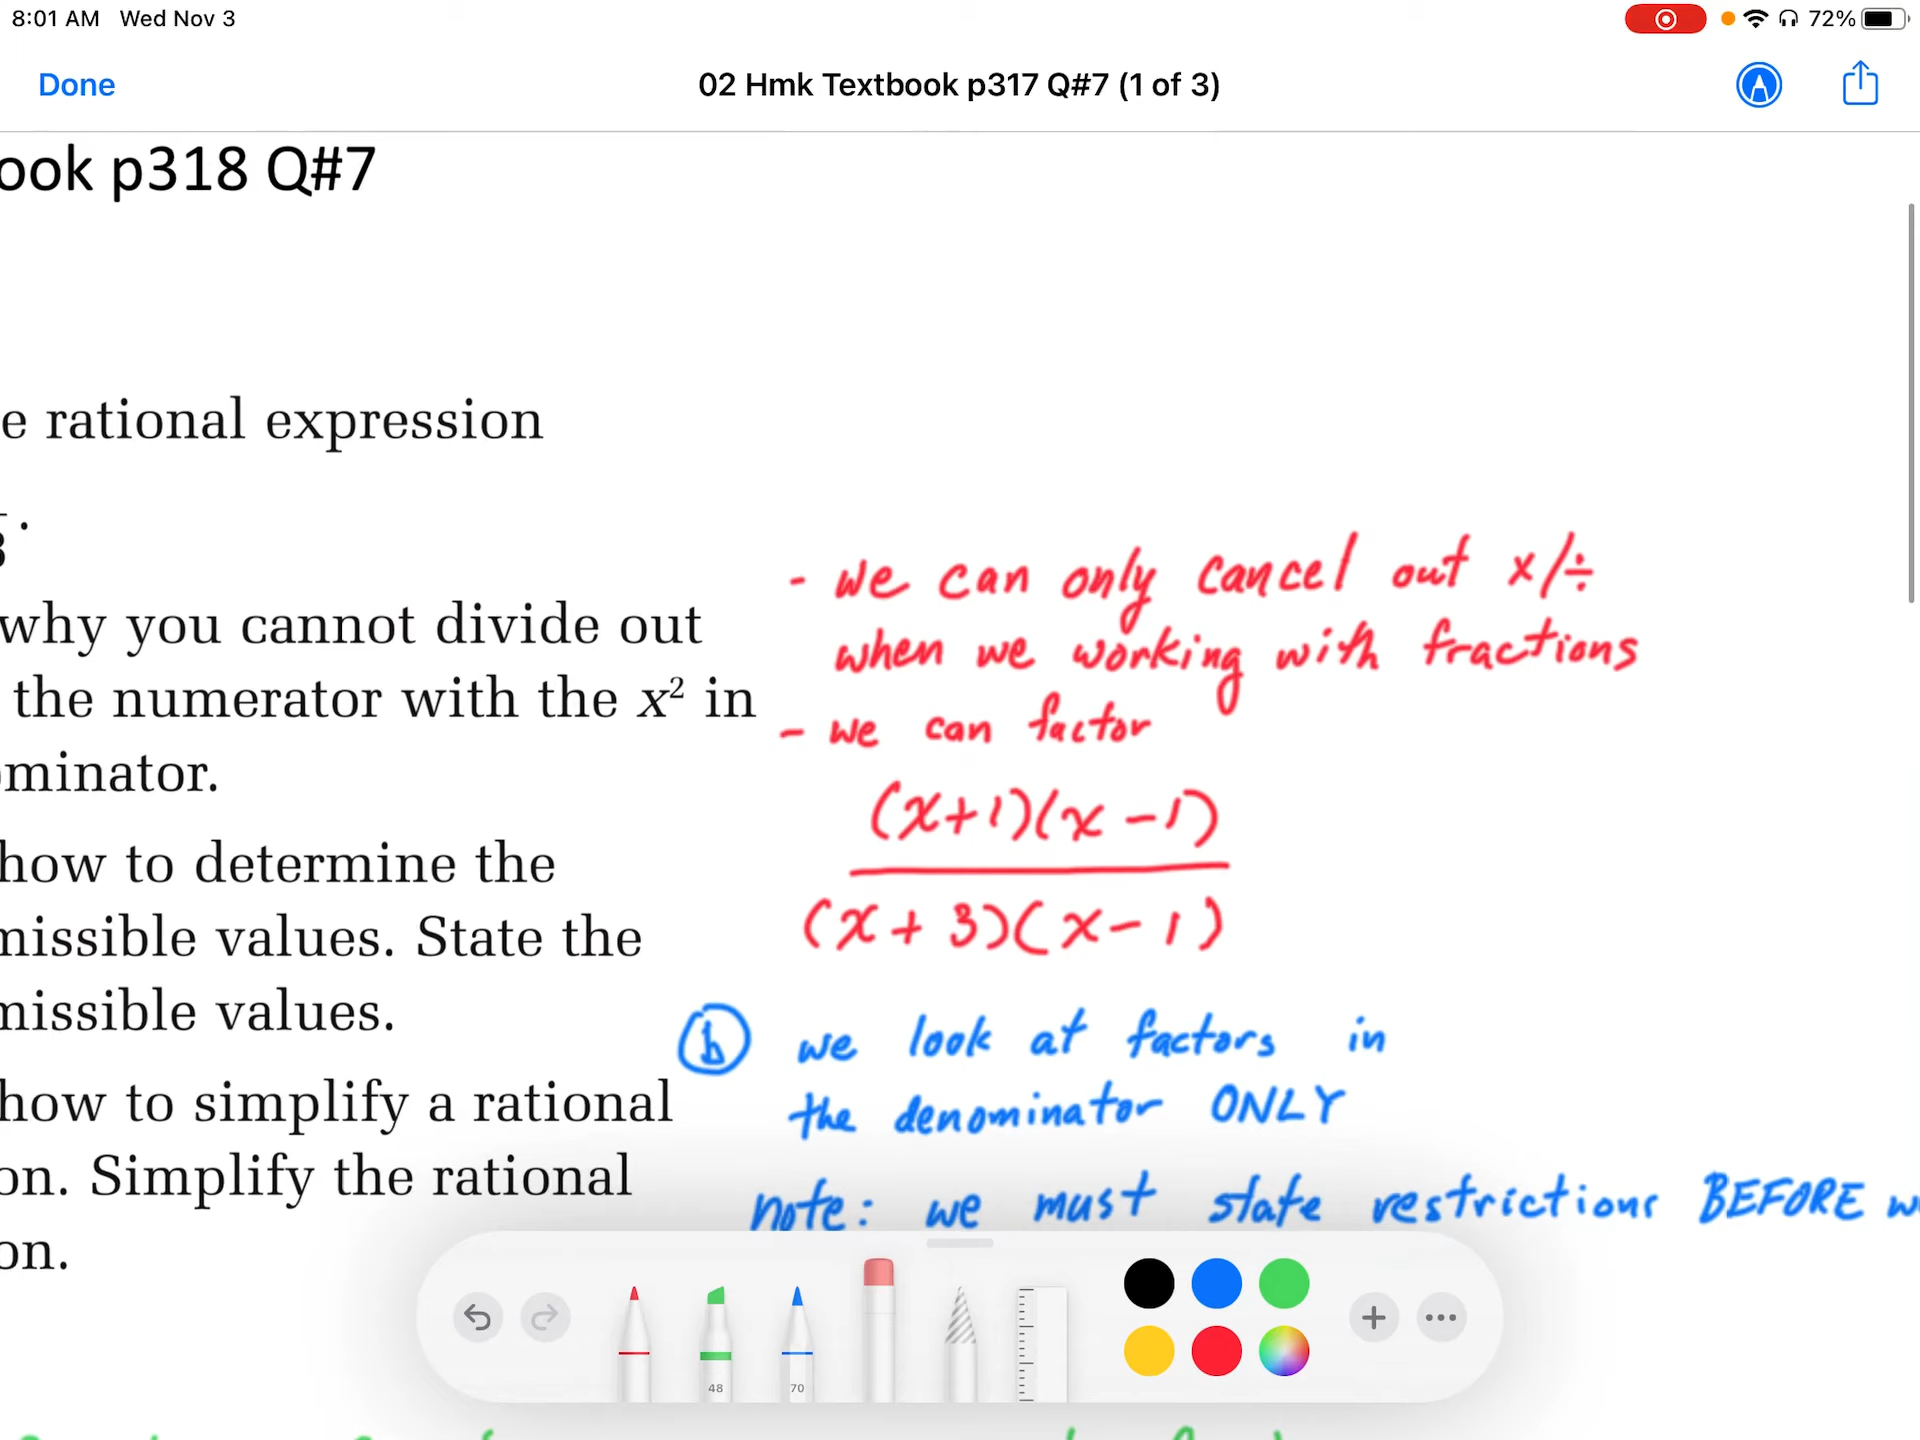 8:01 AM Wed Nov 3
72%
Done
02 Hmk Textbook p317 Q#7 (1 of 3)
ook p318 Q#7
e rational expression
.
why you cannot divide out
the numerator with the x² in
ominator.
how to determine the
missible values. State the
missible values.
how to simplify a rational
on. Simplify the rational
on.
- we can only cancel out x/÷
when we working with fractions
- we can factor
(x+1)(x-1)
(x+3)(x-1)
b we look at factors in
the denominator ONLY
note: we must state restrictions BEFORE w
48
70